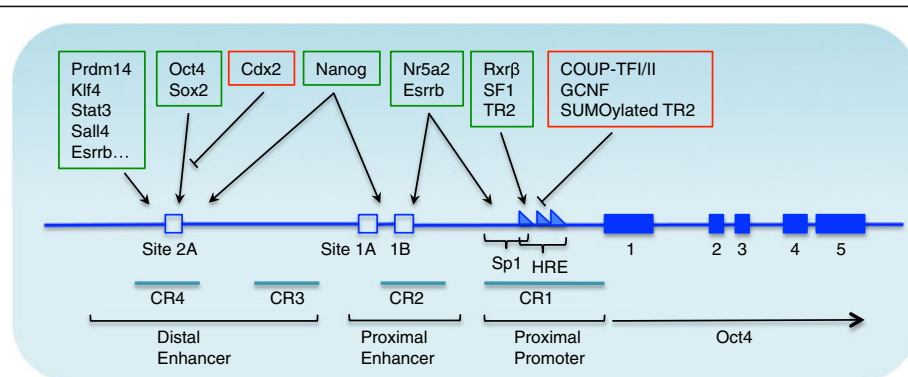 Prdm14
Klf4
Stat3
Sall4
Esrrb…
Oct4
Sox2
Cdx2
Nanog
Nr5a2
Esrrb
Rxrβ
SF1
TR2
COUP-TFI/II
GCNF
SUMOylated TR2
Site 2A
Site 1A
1B
Sp1
HRE
1
2
3
4
5
CR4
CR3
CR2
CR1
Distal
Enhancer
Proximal
Enhancer
Proximal
Promoter
Oct4